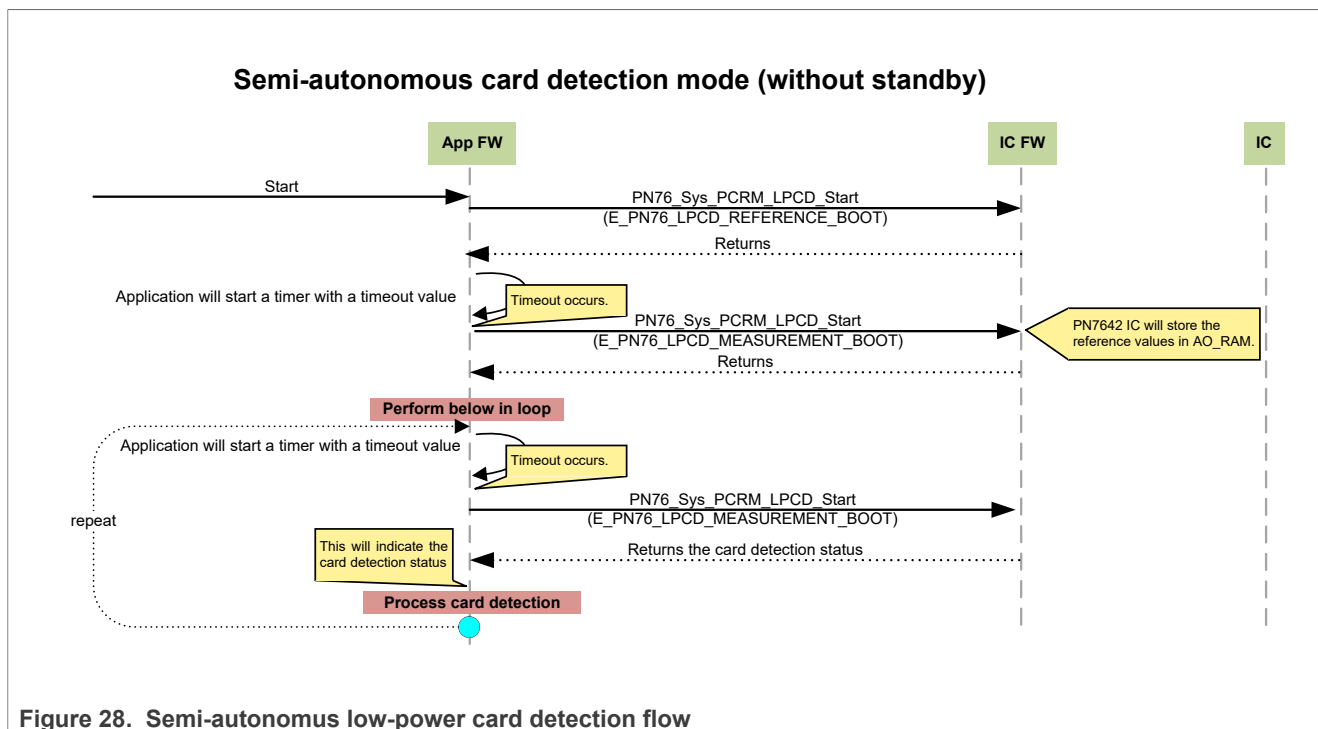 Semi-autonomous card detection mode (without standby)
App FW
IC FW
IC
Start
PN76_Sys_PCRM_LPCD_Start
(E_PN76_LPCD_REFERENCE_BOOT)
Returns
Application will start a timer with a timeout value
Timeout occurs.
PN76_Sys_PCRM_LPCD_Start
(E_PN76_LPCD_MEASUREMENT_BOOT)
PN7642 IC will store the
reference values in AO_RAM.
Returns
Perform below in loop
Application will start a timer with a timeout value
Timeout occurs.
PN76_Sys_PCRM_LPCD_Start
(E_PN76_LPCD_MEASUREMENT_BOOT)
repeat
This will indicate the
card detection status
Returns the card detection status
Process card detection
Figure 28. Semi-autonomus low-power card detection flow